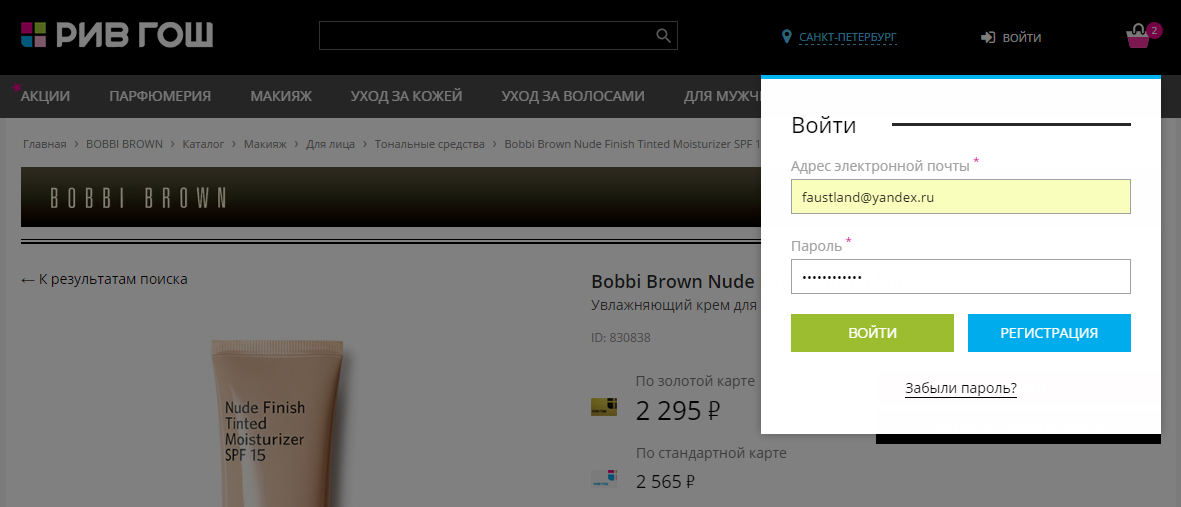 РИВ ГОШ
САНКТ-ПЕТЕРБУРГ
ВОЙТИ
2
АКЦИИ ПАРФЮМЕРИЯ МАКИЯЖ УХОД ЗА КОЖЕЙ УХОД ЗА ВОЛОСАМИ ДЛЯ
Войти
Главная > BOBBI BROWN > Каталог > Макияж > Для лица > Тональные средства > Bobbi Brown Nude Finish Tinted Moisturizer SPF
Адрес электронной почты *
faustland@yandex.ru
BOBBI BROWN
Пароль *
••••••••••••
← К результатам поиска
Bobbi Brown Nude
Увлажняющий крем для
ID: 830838
ВОЙТИ РЕГИСТРАЦИЯ
Забыли пароль?
По золотой карте
2 295 ₽
По стандартной карте
2 565 ₽
Nude Finish
Tinted
Moisturizer
SPF 15